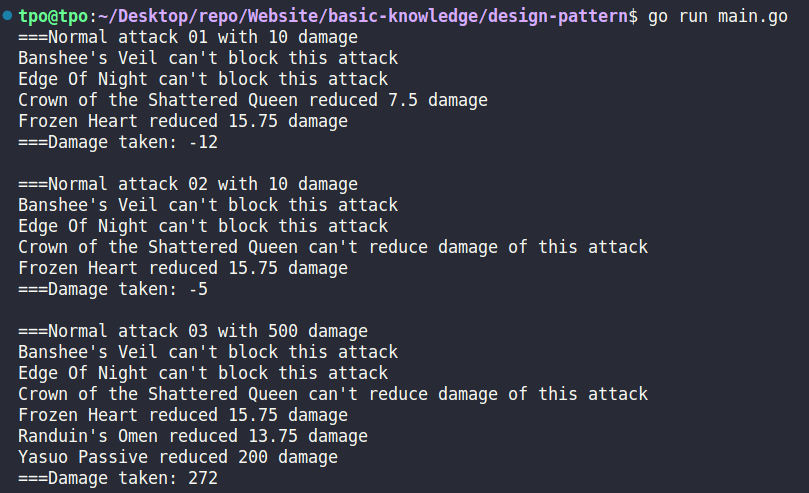 tpo@tpo:~/Desktop/repo/Website/basic-knowledge/design-pattern$ go run main.go
===Normal attack 01 with 10 damage
Banshee's Veil can't block this attack
Edge Of Night can't block this attack
Crown of the Shattered Queen reduced 7.5 damage
Frozen Heart reduced 15.75 damage
===Damage taken: -12

===Normal attack 02 with 10 damage
Banshee's Veil can't block this attack
Edge Of Night can't block this attack
Crown of the Shattered Queen can't reduce damage of this attack
Frozen Heart reduced 15.75 damage
===Damage taken: -5

===Normal attack 03 with 500 damage
Banshee's Veil can't block this attack
Edge Of Night can't block this attack
Crown of the Shattered Queen can't reduce damage of this attack
Frozen Heart reduced 15.75 damage
Randuin's Omen reduced 13.75 damage
Yasuo Passive reduced 200 damage
===Damage taken: 272